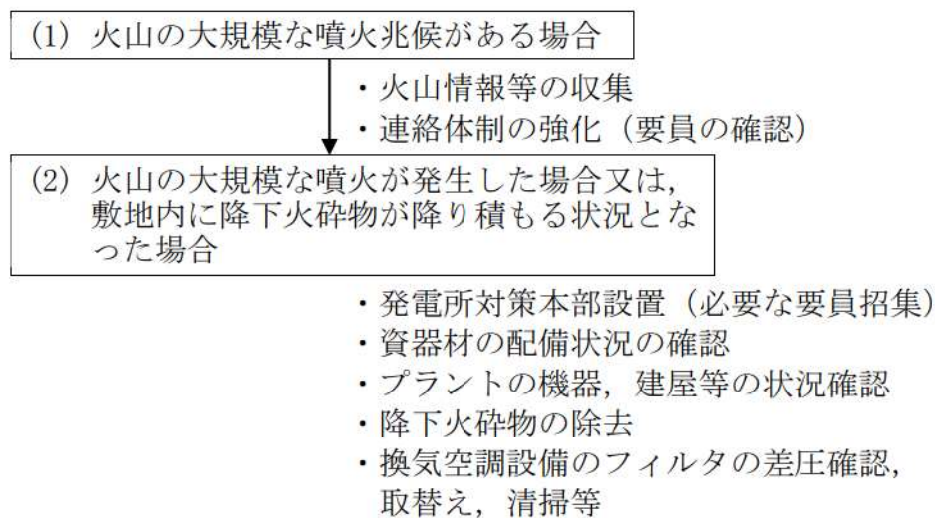 (1) 火山の大規模な噴火兆候がある場合
・火山情報等の収集
・連絡体制の強化(要員の確認)
(2) 火山の大規模な噴火が発生した場合又は,
敷地内に降下火砕物が降り積もる状況とな
った場合
・発電所対策本部設置(必要な要員招集)
・資器材の配備状況の確認
・プラントの機器,建屋等の状況確認
・降下火砕物の除去
・換気空調設備のフィルタの差圧確認,
取替え,清掃等